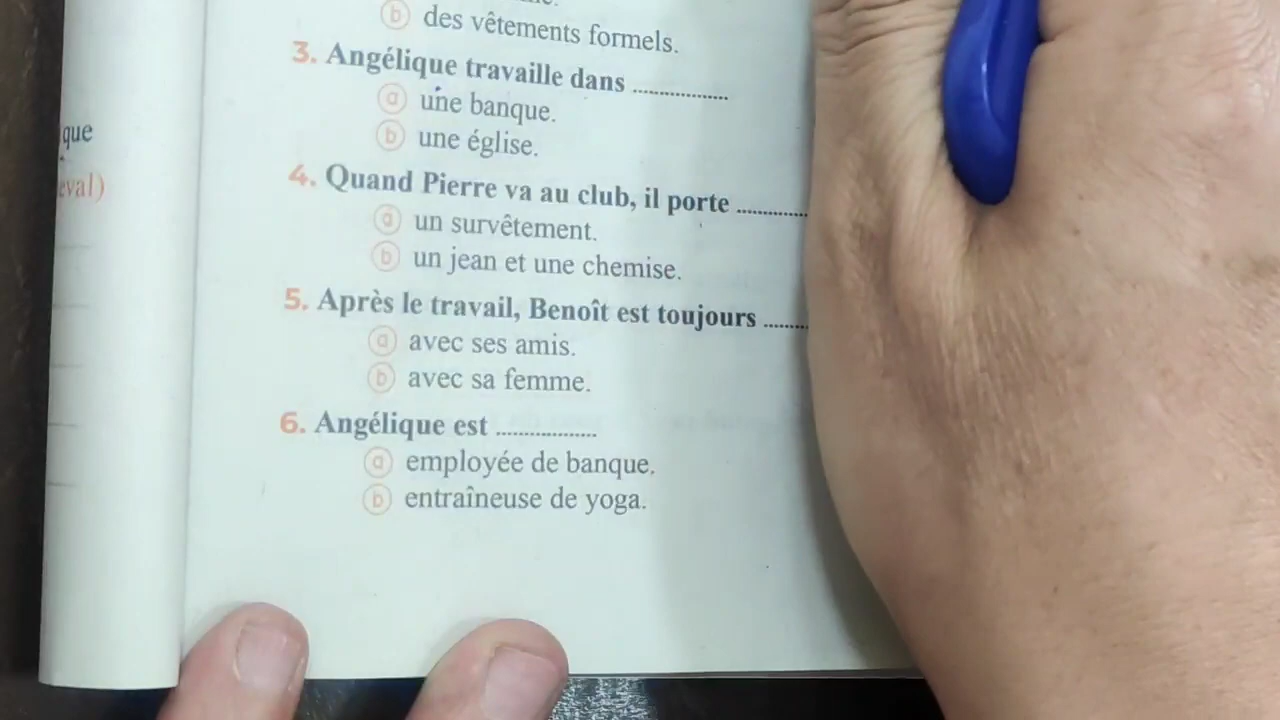 b des vêtements formels.
3. Angélique travaille dans ..................
a une banque.
b une église.
que
4. Quand Pierre va au club, il porte .............
a un survêtement.
b un jean et une chemise.
5. Après le travail, Benoît est toujours ........
a avec ses amis.
b avec sa femme.
6. Angélique est ..................
a employée de banque.
b entraîneuse de yoga.